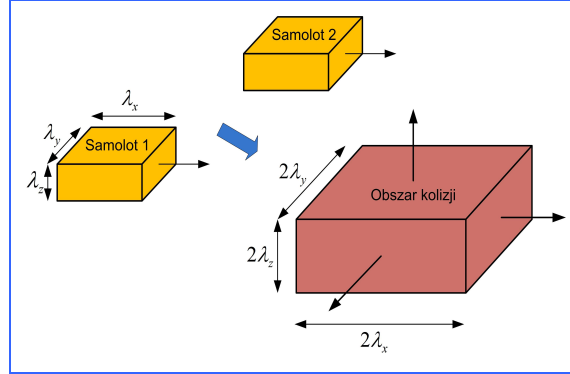 Samolot 2
λx
λy
Samolot 1
λz
2λy
Obszar kolizji
2λz
2λx